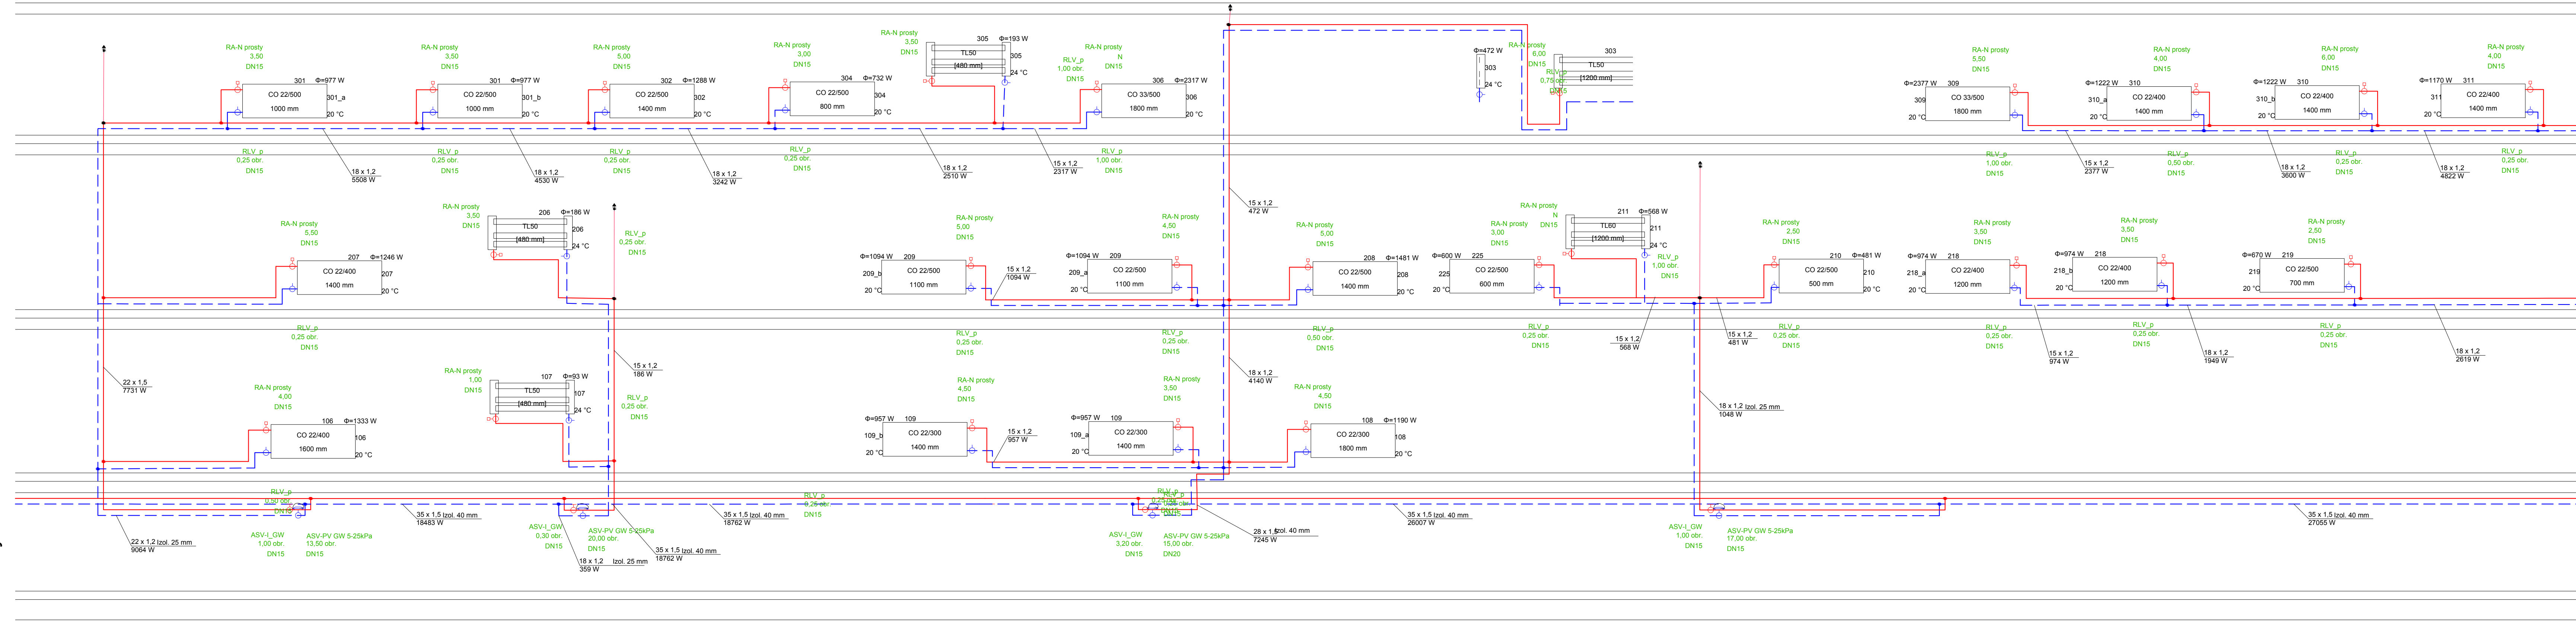 RA-N prosty
3,50
DN15
301 Φ=977 W
CO 22/500
1000 mm
301_a
20 °C
RLV_p
0,25 obr.
DN15
18 x 1,2
5508 W
RA-N prosty
3,50
DN15
301 Φ=977 W
CO 22/500
1000 mm
301_b
20 °C
RLV_p
0,25 obr.
DN15
18 x 1,2
4530 W
RA-N prosty
5,00
DN15
302 Φ=1288 W
CO 22/500
1400 mm
302
20 °C
RLV_p
0,25 obr.
DN15
18 x 1,2
3242 W
RA-N prosty
3,00
DN15
304 Φ=732 W
CO 22/500
800 mm
304
20 °C
RLV_p
0,25 obr.
DN15
RA-N prosty
3,50
DN15
305 Φ=193 W
TL50
[480 mm]
305
24 °C
RLV_p
1,00 obr.
DN15
18 x 1,2
2510 W
15 x 1,2
2317 W
RA-N prosty
N
DN15
306 Φ=2317 W
CO 33/500
1800 mm
306
20 °C
RLV_p
1,00 obr.
DN15
Φ=472 W
303
24 °C
RA-N prosty
6,00
DN15
RLV_p
0,75 obr.
DN15
303
TL50
[1200 mm]
15 x 1,2
472 W
RA-N prosty
5,50
DN15
Φ=2377 W 309
CO 33/500
1800 mm
309
20 °C
RLV_p
1,00 obr.
DN15
15 x 1,2
2377 W
RA-N prosty
4,00
DN15
Φ=1222 W 310
CO 22/400
1400 mm
310_a
20 °C
RLV_p
0,50 obr.
DN15
18 x 1,2
3600 W
RA-N prosty
6,00
DN15
Φ=1222 W 310
CO 22/400
1400 mm
310_b
20 °C
RLV_p
0,25 obr.
DN15
18 x 1,2
4822 W
RA-N prosty
4,00
DN15
Φ=1170 W 311
CO 22/400
1400 mm
311
20 °C
RLV_p
0,25 obr.
DN15
RA-N prosty
5,50
DN15
207 Φ=1246 W
CO 22/400
1400 mm
207
20 °C
RLV_p
0,25 obr.
DN15
RA-N prosty
3,50
DN15
206 Φ=186 W
TL50
[480 mm]
206
24 °C
RLV_p
0,25 obr.
DN15
15 x 1,2
186 W
RA-N prosty
5,00
DN15
Φ=1094 W 209
CO 22/500
1100 mm
209_b
20 °C
RLV_p
0,25 obr.
DN15
15 x 1,2
1094 W
RA-N prosty
4,50
DN15
Φ=1094 W 209
CO 22/500
1100 mm
209_a
20 °C
RLV_p
0,25 obr.
DN15
RA-N prosty
5,00
DN15
208 Φ=1481 W
CO 22/500
1400 mm
208
20 °C
RLV_p
0,50 obr.
DN15
18 x 1,2
4140 W
RA-N prosty
3,00
DN15
Φ=600 W 225
CO 22/500
600 mm
225
20 °C
RLV_p
0,25 obr.
DN15
RA-N prosty
N
DN15
211 Φ=568 W
TL60
[1200 mm]
211
24 °C
RLV_p
1,00 obr.
DN15
15 x 1,2
568 W
15 x 1,2
481 W
RA-N prosty
2,50
DN15
210 Φ=481 W
CO 22/500
500 mm
210
20 °C
RLV_p
0,25 obr.
DN15
RA-N prosty
3,50
DN15
Φ=974 W 218
CO 22/400
1200 mm
218_a
20 °C
RLV_p
0,25 obr.
DN15
15 x 1,2
974 W
RA-N prosty
3,50
DN15
Φ=974 W 218
CO 22/400
1200 mm
218_b
20 °C
RLV_p
0,25 obr.
DN15
18 x 1,2
1949 W
RA-N prosty
2,50
DN15
Φ=670 W 219
CO 22/500
700 mm
219
20 °C
RLV_p
0,25 obr.
DN15
18 x 1,2
2619 W
22 x 1,5
7731 W
RA-N prosty
4,00
DN15
106 Φ=1333 W
CO 22/400
1600 mm
106
20 °C
RLV_p
0,50 obr.
DN15
RA-N prosty
1,00
DN15
107 Φ=93 W
TL50
[480 mm]
107
24 °C
RLV_p
0,25 obr.
DN15
RA-N prosty
4,50
DN15
Φ=957 W 109
CO 22/300
1400 mm
109_b
20 °C
RLV_p
0,25 obr.
DN15
15 x 1,2
957 W
RA-N prosty
3,50
DN15
Φ=957 W 109
CO 22/300
1400 mm
109_a
20 °C
RLV_p
RA-N prosty
4,50
DN15
108 Φ=1190 W
CO 22/300
1800 mm
108
20 °C
18 x 1,2 Izol. 25 mm
1048 W
22 x 1,2 Izol. 25 mm
9064 W
ASV-I_GW
1,00 obr.
DN15
ASV-PV GW 5-25kPa
13,50 obr.
DN15
35 x 1,5 Izol. 40 mm
18483 W
ASV-I_GW
0,30 obr.
DN15
ASV-PV GW 5-25kPa
20,00 obr.
DN15
18 x 1,2 Izol. 25 mm
359 W
35 x 1,5 Izol. 40 mm
18762 W
35 x 1,5 Izol. 40 mm
18762 W
ASV-I_GW
3,20 obr.
DN15
ASV-PV GW 5-25kPa
15,00 obr.
DN20
28 x 1,5 Izol. 40 mm
7245 W
35 x 1,5 Izol. 40 mm
26007 W
ASV-I_GW
1,00 obr.
DN15
ASV-PV GW 5-25kPa
17,00 obr.
DN15
35 x 1,5 Izol. 40 mm
27055 W